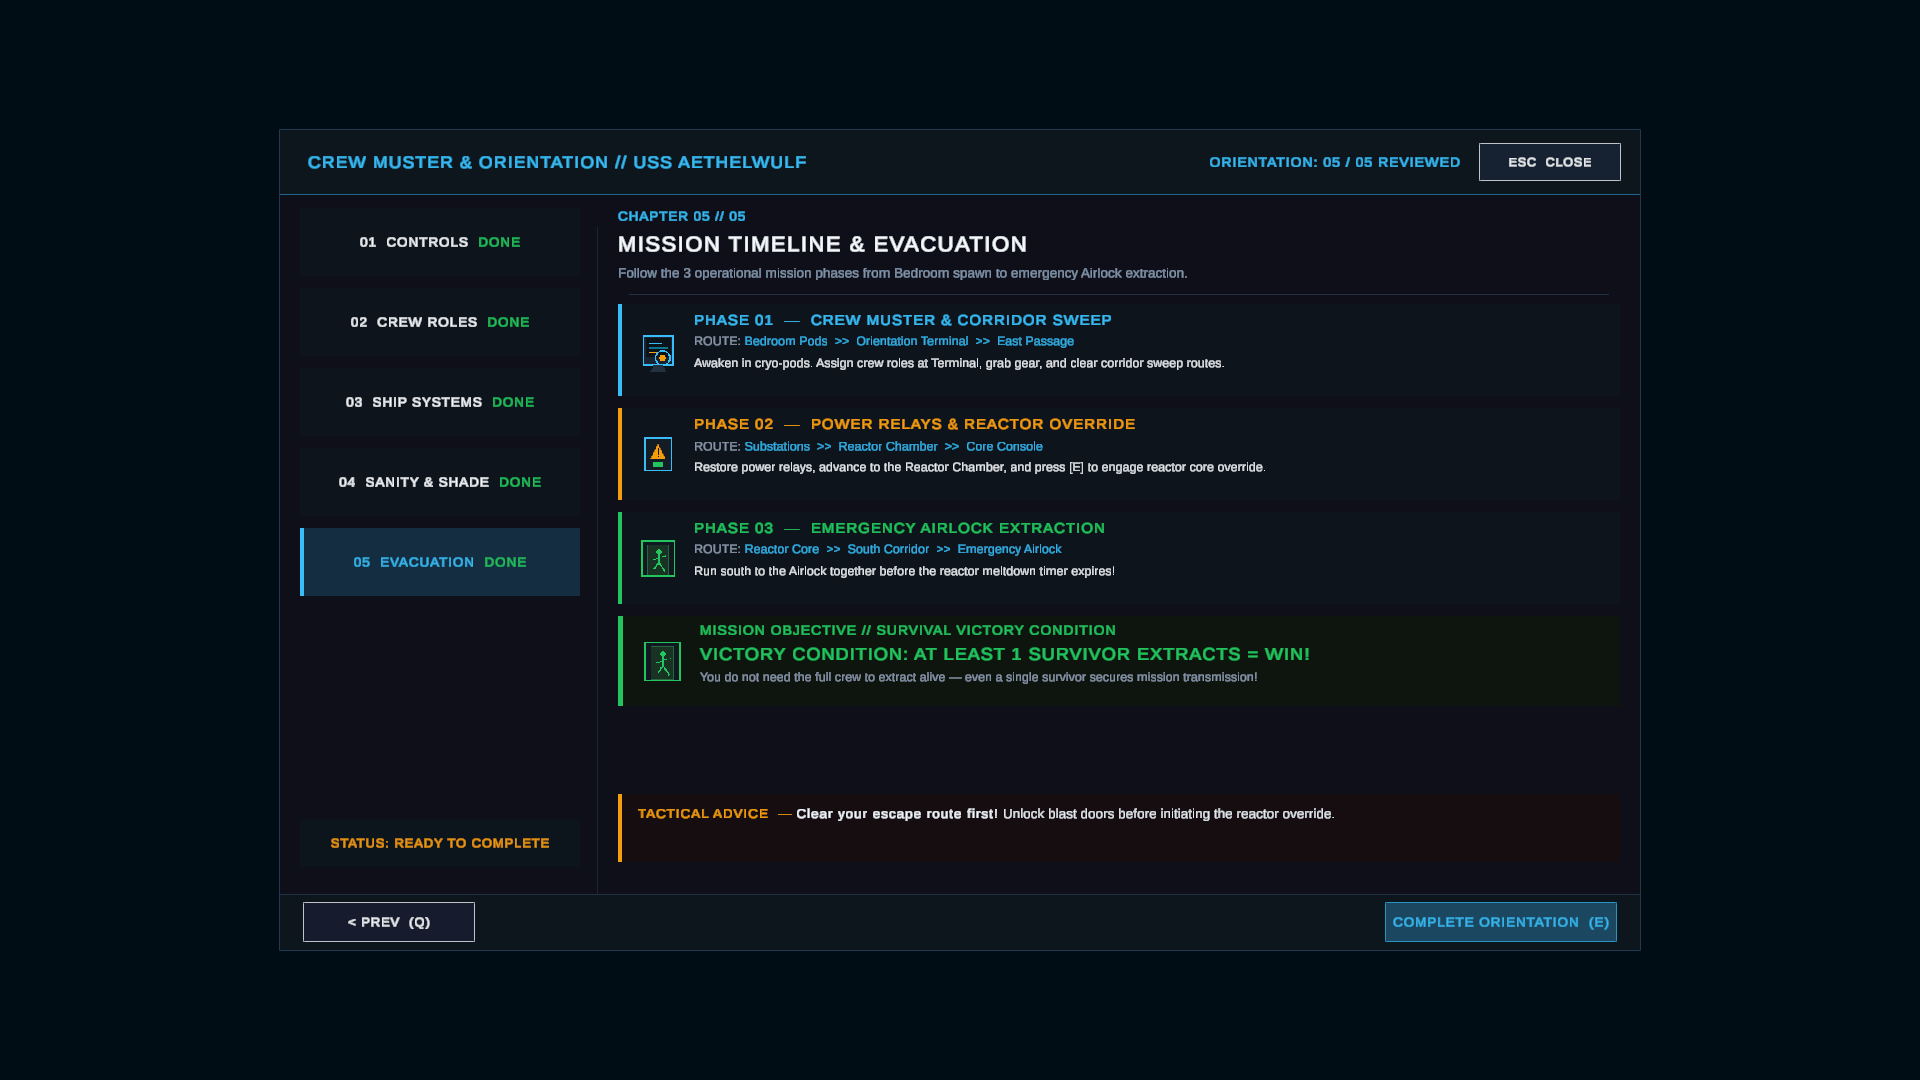 CREW MUSTER & ORIENTATION // USS AETHELWULF
ORIENTATION: 05 / 05 REVIEWED
ESC CLOSE
01 CONTROLS DONE
02 CREW ROLES DONE
03 SHIP SYSTEMS DONE
04 SANITY & SHADE DONE
05 EVACUATION DONE
STATUS: READY TO COMPLETE
CHAPTER 05 // 05
MISSION TIMELINE & EVACUATION
Follow the 3 operational mission phases from Bedroom spawn to emergency Airlock extraction.
PHASE 01 — CREW MUSTER & CORRIDOR SWEEP
ROUTE: Bedroom Pods >> Orientation Terminal >> East Passage
Awaken in cryo-pods. Assign crew roles at Terminal, grab gear, and clear corridor sweep routes.
PHASE 02 — POWER RELAYS & REACTOR OVERRIDE
ROUTE: Substations >> Reactor Chamber >> Core Console
Restore power relays, advance to the Reactor Chamber, and press [E] to engage reactor core override.
PHASE 03 — EMERGENCY AIRLOCK EXTRACTION
ROUTE: Reactor Core >> South Corridor >> Emergency Airlock
Run south to the Airlock together before the reactor meltdown timer expires!
MISSION OBJECTIVE // SURVIVAL VICTORY CONDITION
VICTORY CONDITION: AT LEAST 1 SURVIVOR EXTRACTS = WIN!
You do not need the full crew to extract alive — even a single survivor secures mission transmission!
TACTICAL ADVICE — Clear your escape route first! Unlock blast doors before initiating the reactor override.
< PREV (Q)
COMPLETE ORIENTATION (E)